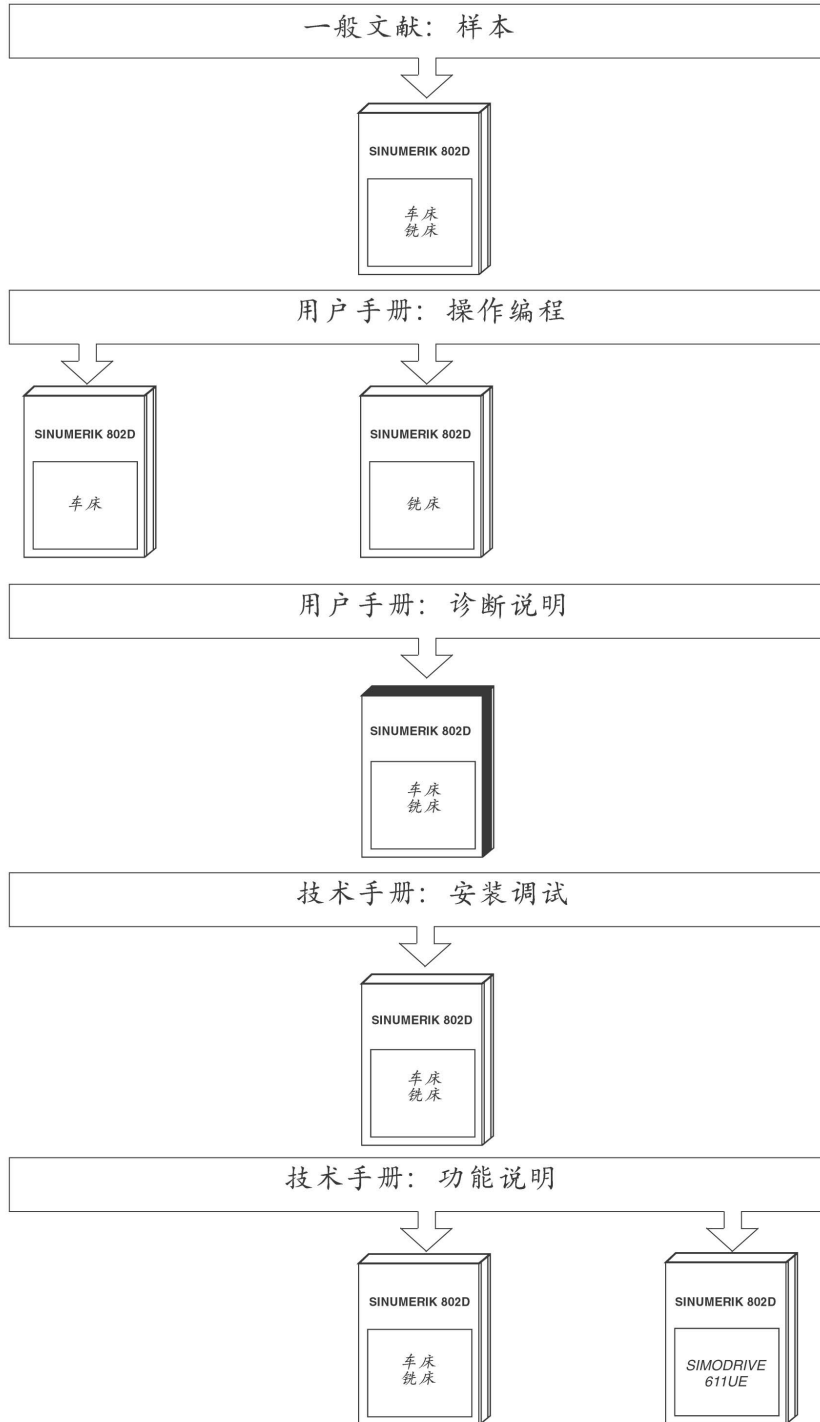 一般文献：样本
SINUMERIK 802D
车床
铣床
用户手册：操作编程
SINUMERIK 802D
车床
SINUMERIK 802D
铣床
用户手册：诊断说明
SINUMERIK 802D
车床
铣床
技术手册：安装调试
SINUMERIK 802D
车床
铣床
技术手册：功能说明
SINUMERIK 802D
车床
铣床
SINUMERIK 802D
SIMODRIVE
611UE